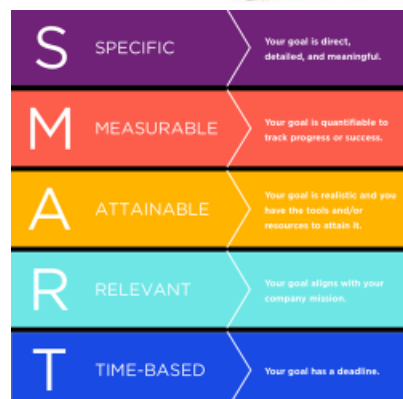 S SPECIFIC
Your goal is direct,
detailed, and meaningful.
M MEASURABLE
Your goal is quantifiable to
track progress or success.
A ATTAINABLE
Your goal is realistic and you
have the tools and/or
resources to attain it.
R RELEVANT
Your goal aligns with your
company mission.
T TIME-BASED
Your goal has a deadline.